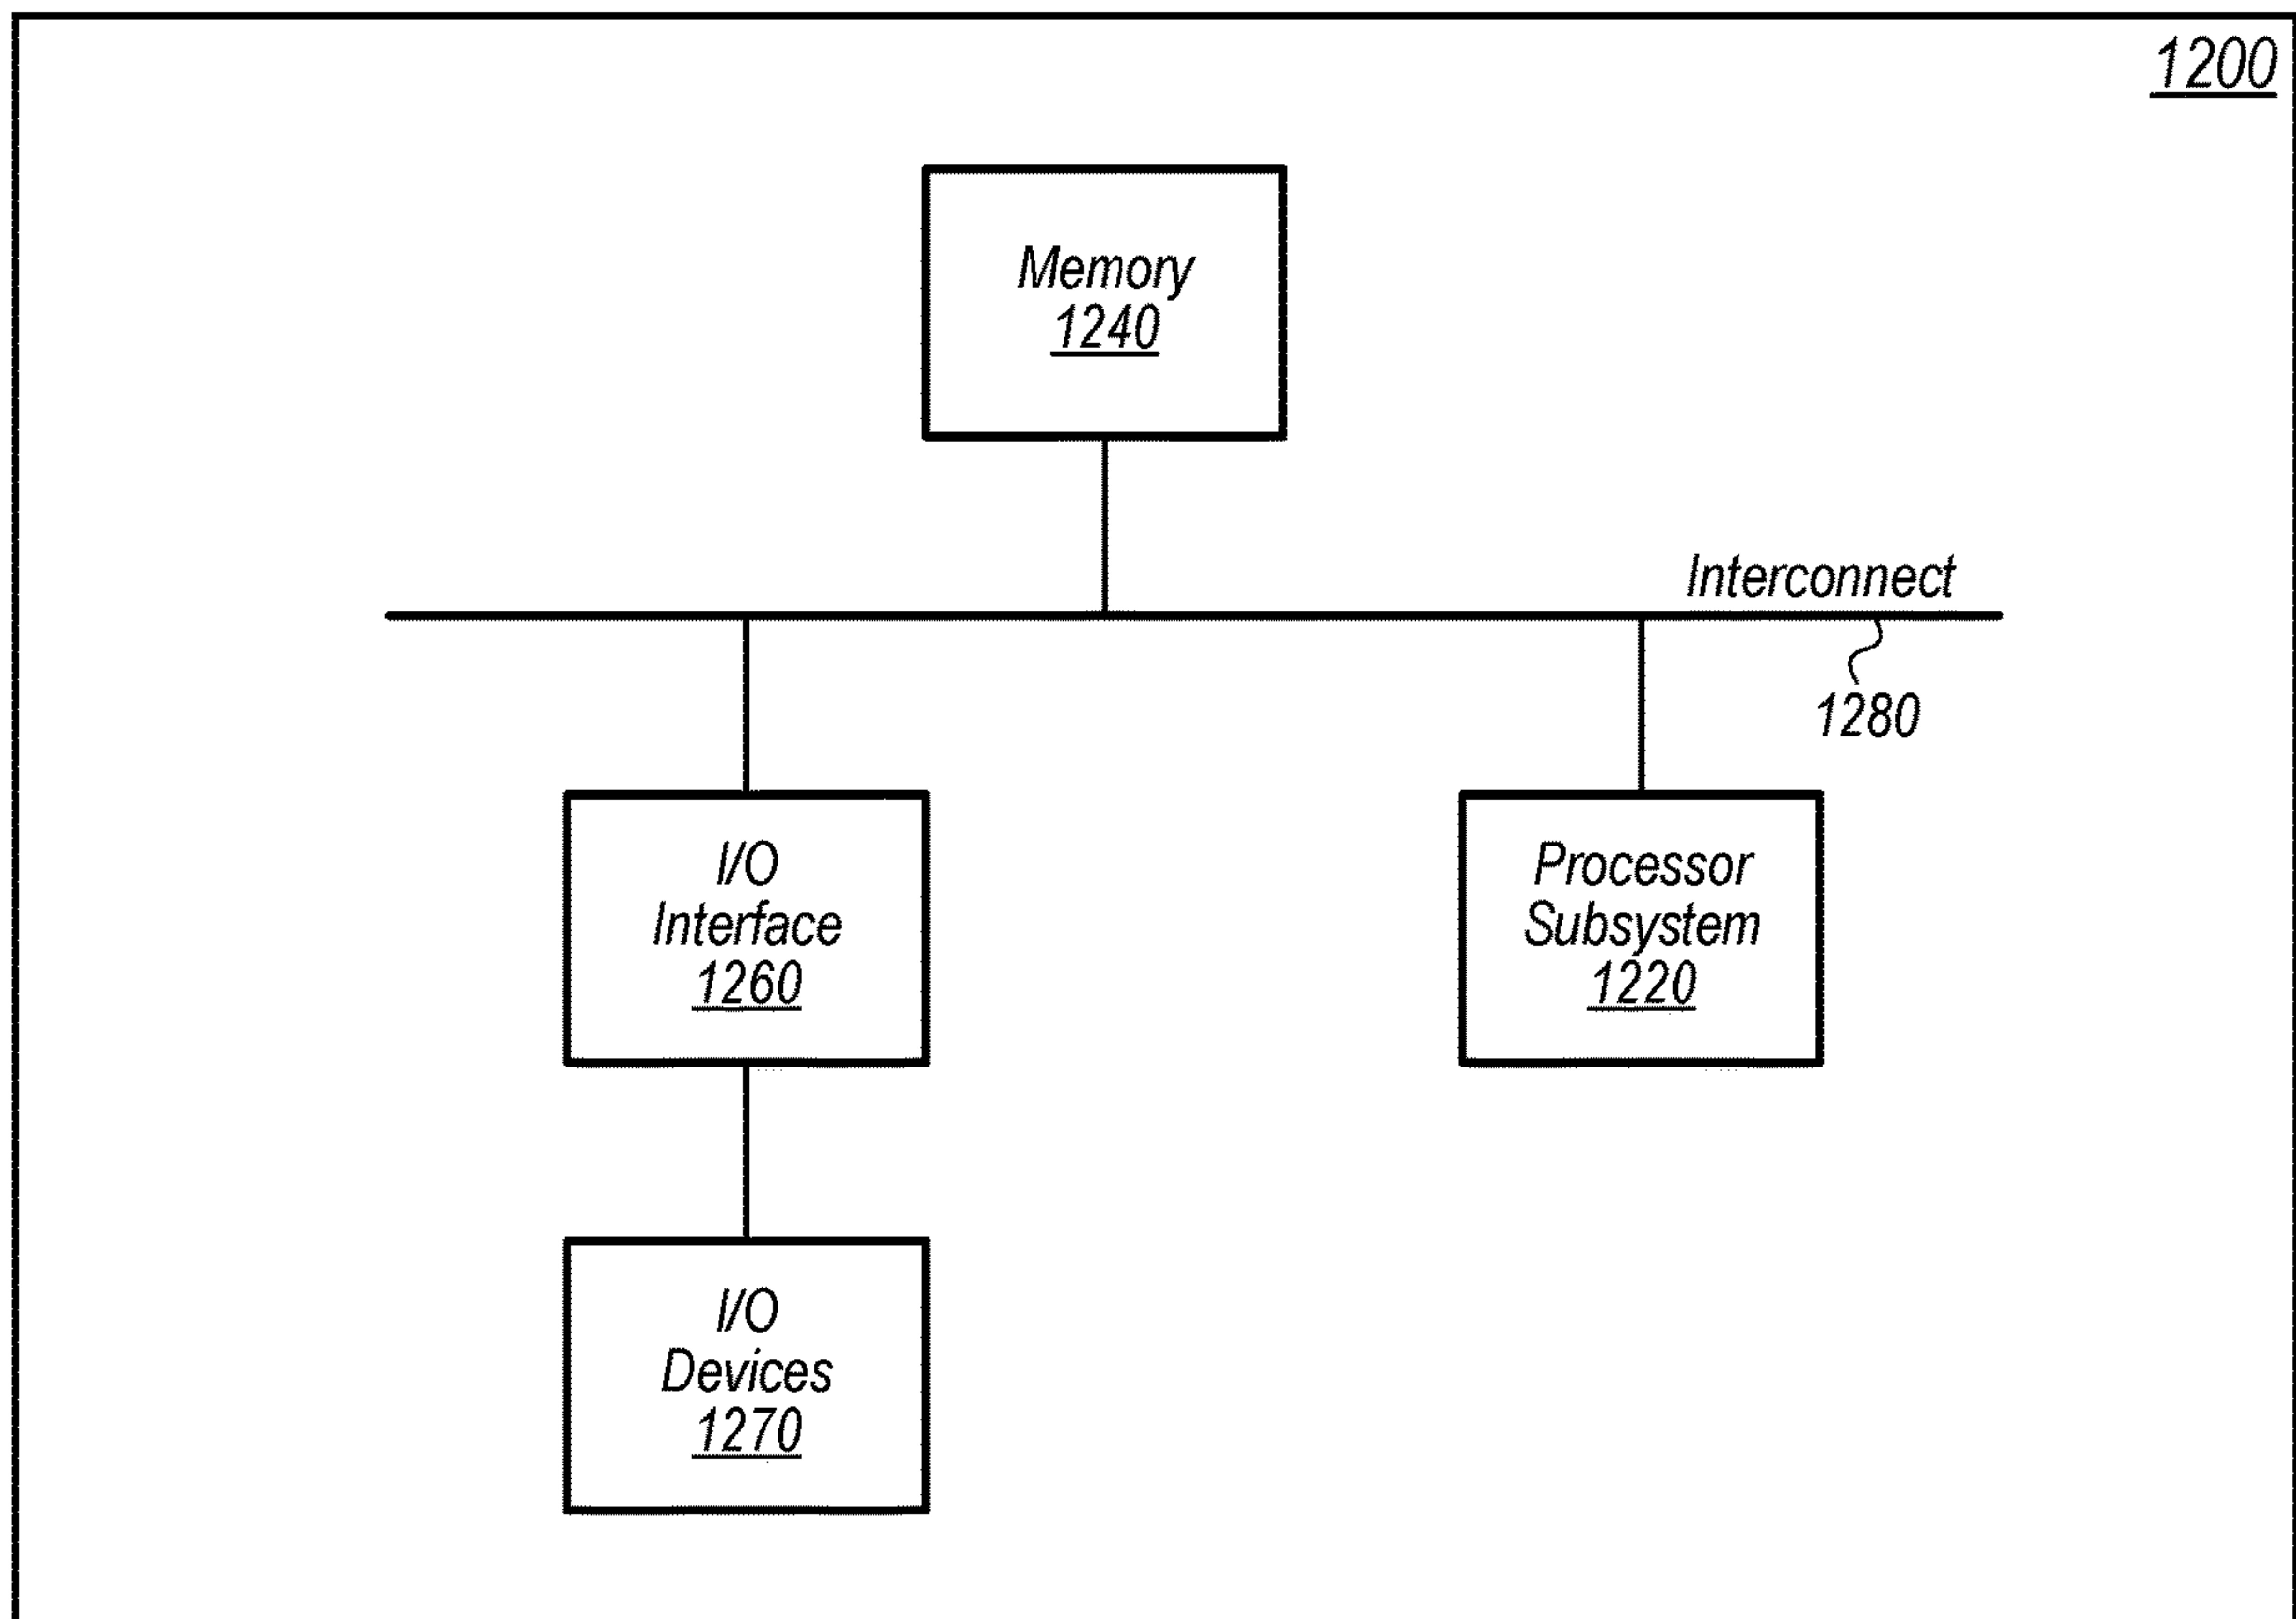 1200
Memory
1240
Interconnect
1280
I/O
Interface
1260
Processor
Subsystem
1220
I/O
Devices
1270